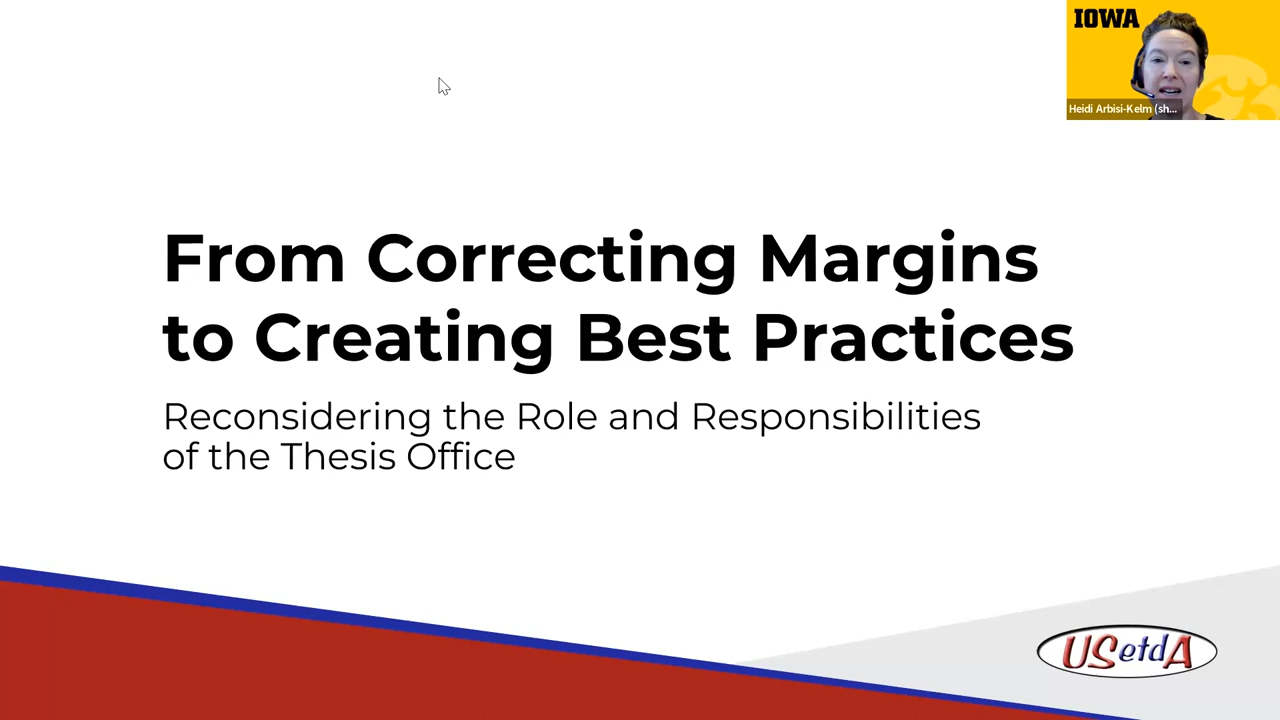 IOWA
Heidi Arbisi-Kelm (sh...
From Correcting Margins
to Creating Best Practices
Reconsidering the Role and Responsibilities
of the Thesis Office
USetdA